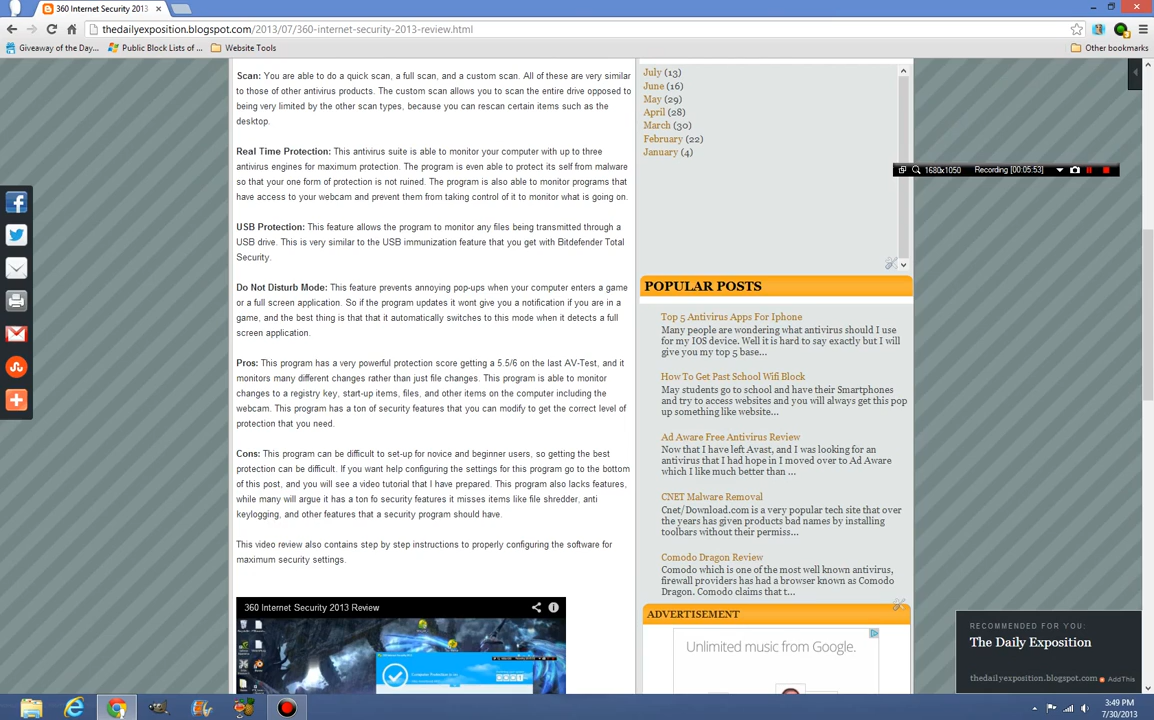 360 Internet Security 2013
thedailyexposition.blogspot.com/2013/07/360-internet-security-2013-review.html
Giveaway of the Day...
Public Block Lists of ...
Website Tools
Other bookmarks
Scan: You are able to do a quick scan, a full scan, and a custom scan. All of these are very similar
to those of other antivirus products. The custom scan allows you to scan the entire drive opposed to
being very limited by the other scan types, because you can rescan certain items such as the
desktop.
Real Time Protection: This antivirus suite is able to monitor your computer with up to three
antivirus engines for maximum protection. The program is even able to protect its self from malware
so that your one form of protection is not ruined. The program is also able to monitor programs that
have access to your webcam and prevent them from taking control of it to monitor what is going on.
USB Protection: This feature allows the program to monitor any files being transmitted through a
USB drive. This is very similar to the USB immunization feature that you get with Bitdefender Total
Security.
Do Not Disturb Mode: This feature prevents annoying pop-ups when your computer enters a game
or a full screen application. So if the program updates it wont give you a notification if you are in a
game, and the best thing is that that it automatically switches to this mode when it detects a full
screen application.
Pros: This program has a very powerful protection score getting a 5.5/6 on the last AV-Test, and it
monitors many different changes rather than just file changes. This program is able to monitor
changes to a registry key, start-up items, files, and other items on the computer including the
webcam. This program has a ton of security features that you can modify to get the correct level of
protection that you need.
Cons: This program can be difficult to set-up for novice and beginner users, so getting the best
protection can be difficult. If you want help configuring the settings for this program go to the bottom
of this post, and you will see a video tutorial that I have prepared. This program also lacks features,
while many will argue it has a ton fo security features it misses items like file shredder, anti
keylogging, and other features that a security program should have.
This video review also contains step by step instructions to properly configuring the software for
maximum security settings.
360 Internet Security 2013 Review
July (13)
June (16)
May (29)
April (28)
March (30)
February (22)
January (4)
1680x1050
Recording [00:05:53]
POPULAR POSTS
Top 5 Antivirus Apps For Iphone
Many people are wondering what antivirus should I use
for my IOS device. Well it is hard to say exactly but I will
give you my top 5 base...
How To Get Past School Wifi Block
May students go to school and have their Smartphones
and try to access websites and you will always get this pop
up something like website...
Ad Aware Free Antivirus Review
Now that I have left Avast, and I was looking for an
antivirus that I had hope in I moved over to Ad Aware
which I like much better than ...
CNET Malware Removal
Cnet/Download.com is a very popular tech site that over
the years has given products bad names by installing
toolbars without their permiss...
Comodo Dragon Review
Comodo which is one of the most well known antivirus,
firewall providers has had a browser known as Comodo
Dragon. Comodo claims that t...
ADVERTISEMENT
Unlimited music from Google.
RECOMMENDED FOR YOU:
The Daily Exposition
thedailyexposition.blogspot.com
AddThis
3:49 PM
7/30/2013